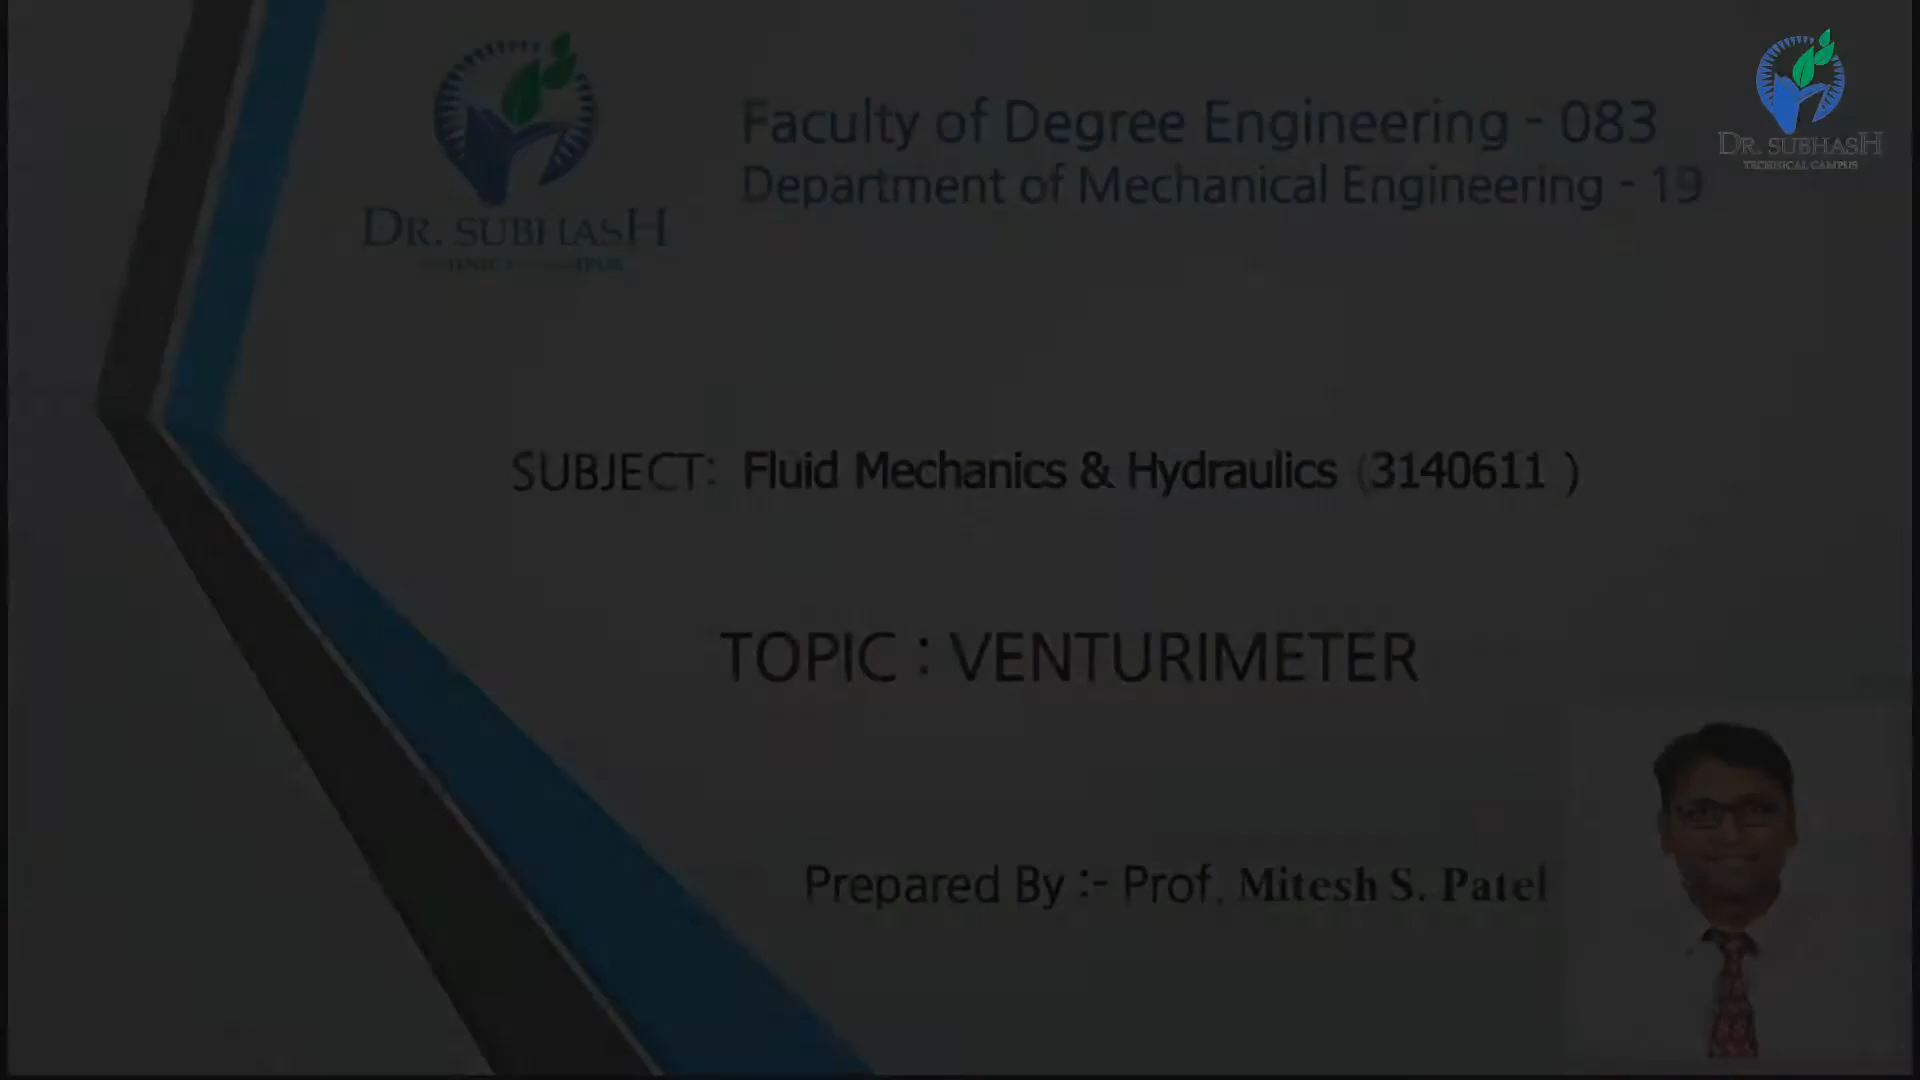 DR. SUBHASH
Faculty of Degree Engineering - 083
Department of Mechanical Engineering - 19
DR. SUBHASH
TECHNICAL CAMPUS
SUBJECT: Fluid Mechanics & Hydraulics (3140611 )
TOPIC : VENTURIMETER
Prepared By :- Prof. Mitesh S. Patel